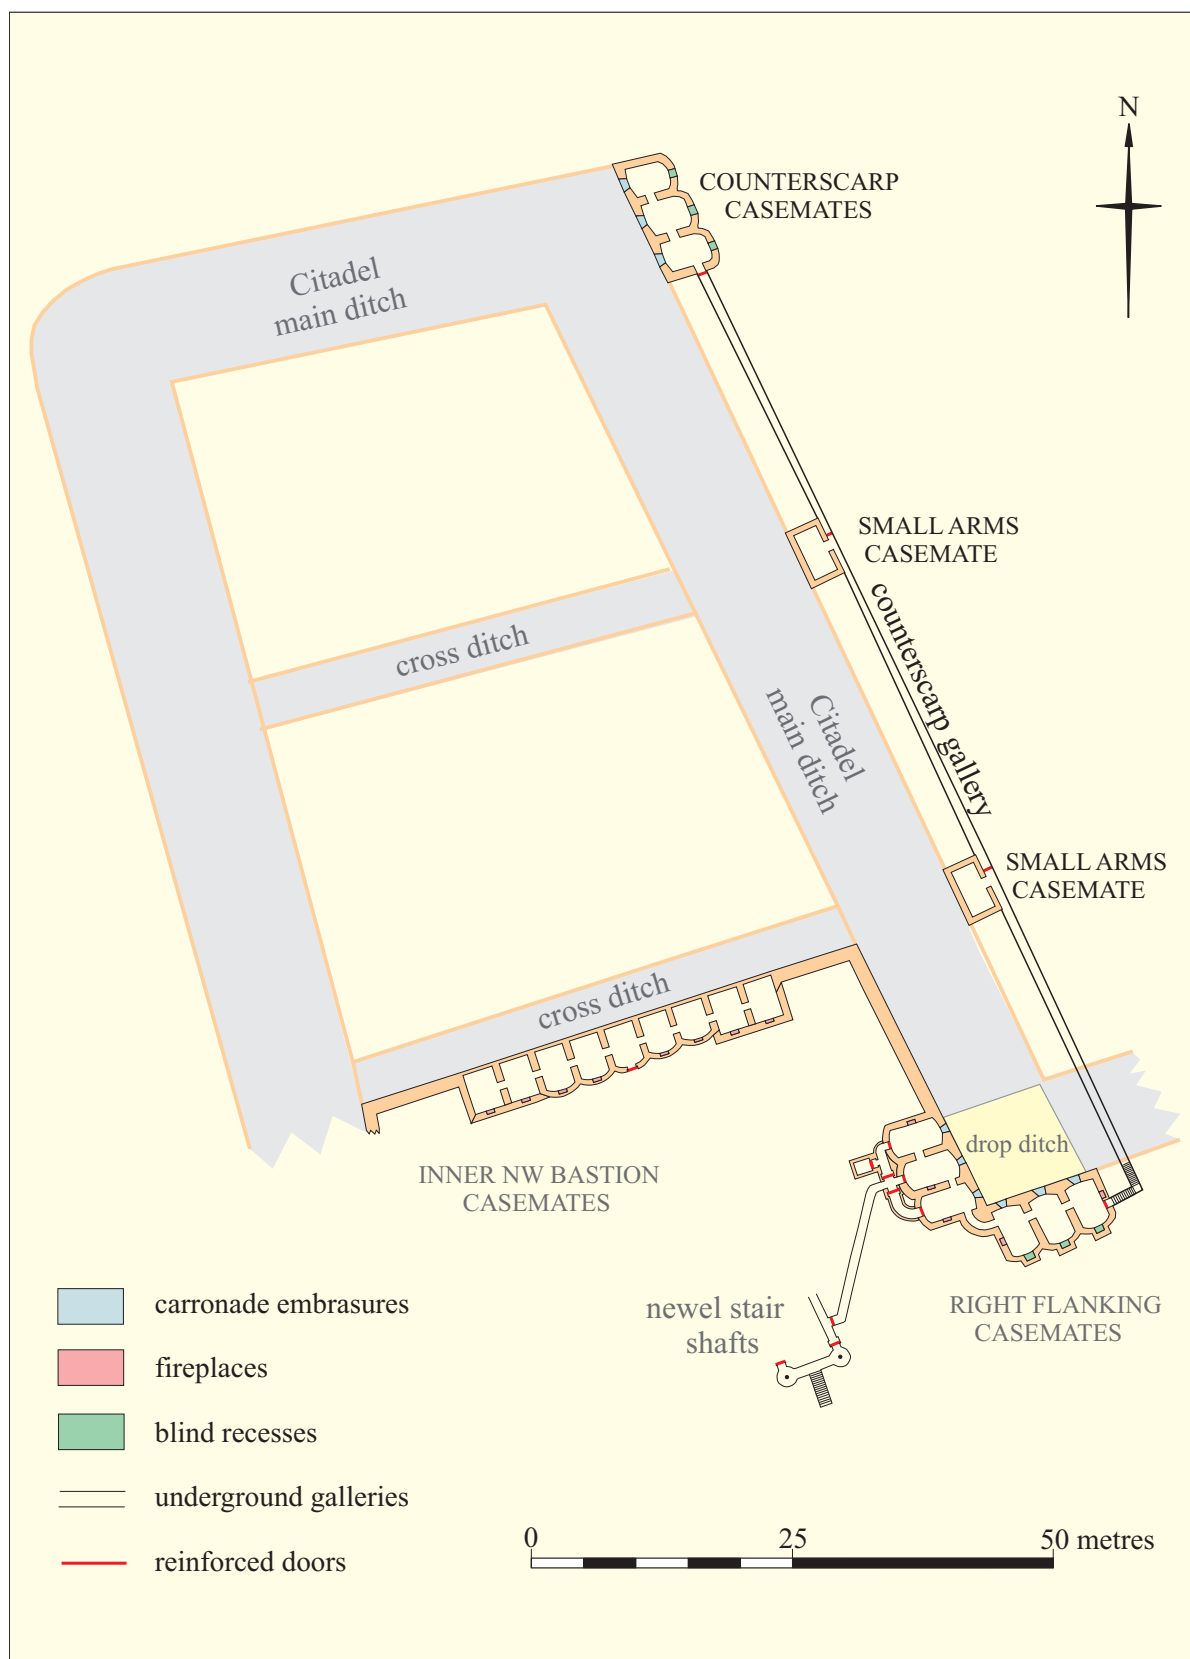 N
COUNTERSCARP
CASEMATES
Citadel
main ditch
SMALL ARMS
CASEMATE
counterscarp gallery
cross ditch
Citadel
main ditch
SMALL ARMS
CASEMATE
cross ditch
drop ditch
INNER NW BASTION
CASEMATES
newel stair
shafts
RIGHT FLANKING
CASEMATES
carronade embrasures
fireplaces
blind recesses
underground galleries
reinforced doors
0 25 50 metres